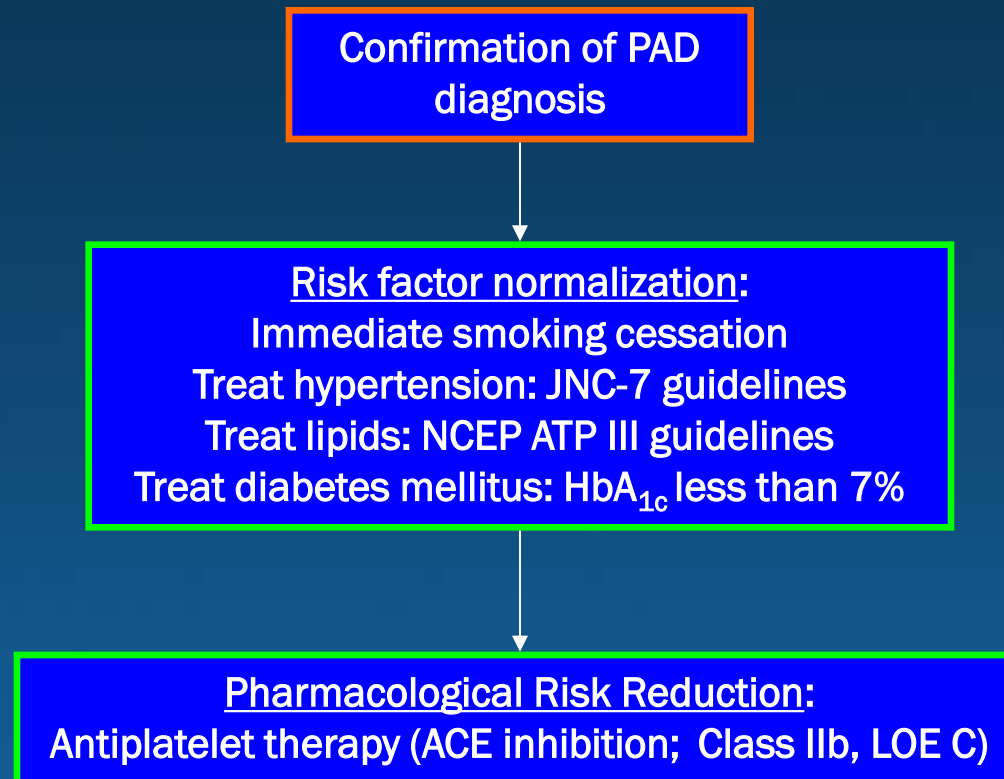 Confirmation of PAD
diagnosis
Risk factor normalization:
Immediate smoking cessation
Treat hypertension: JNC-7 guidelines
Treat lipids: NCEP ATP III guidelines
Treat diabetes mellitus: HbA1c less than 7%
Pharmacological Risk Reduction:
Antiplatelet therapy (ACE inhibition; Class IIb, LOE C)